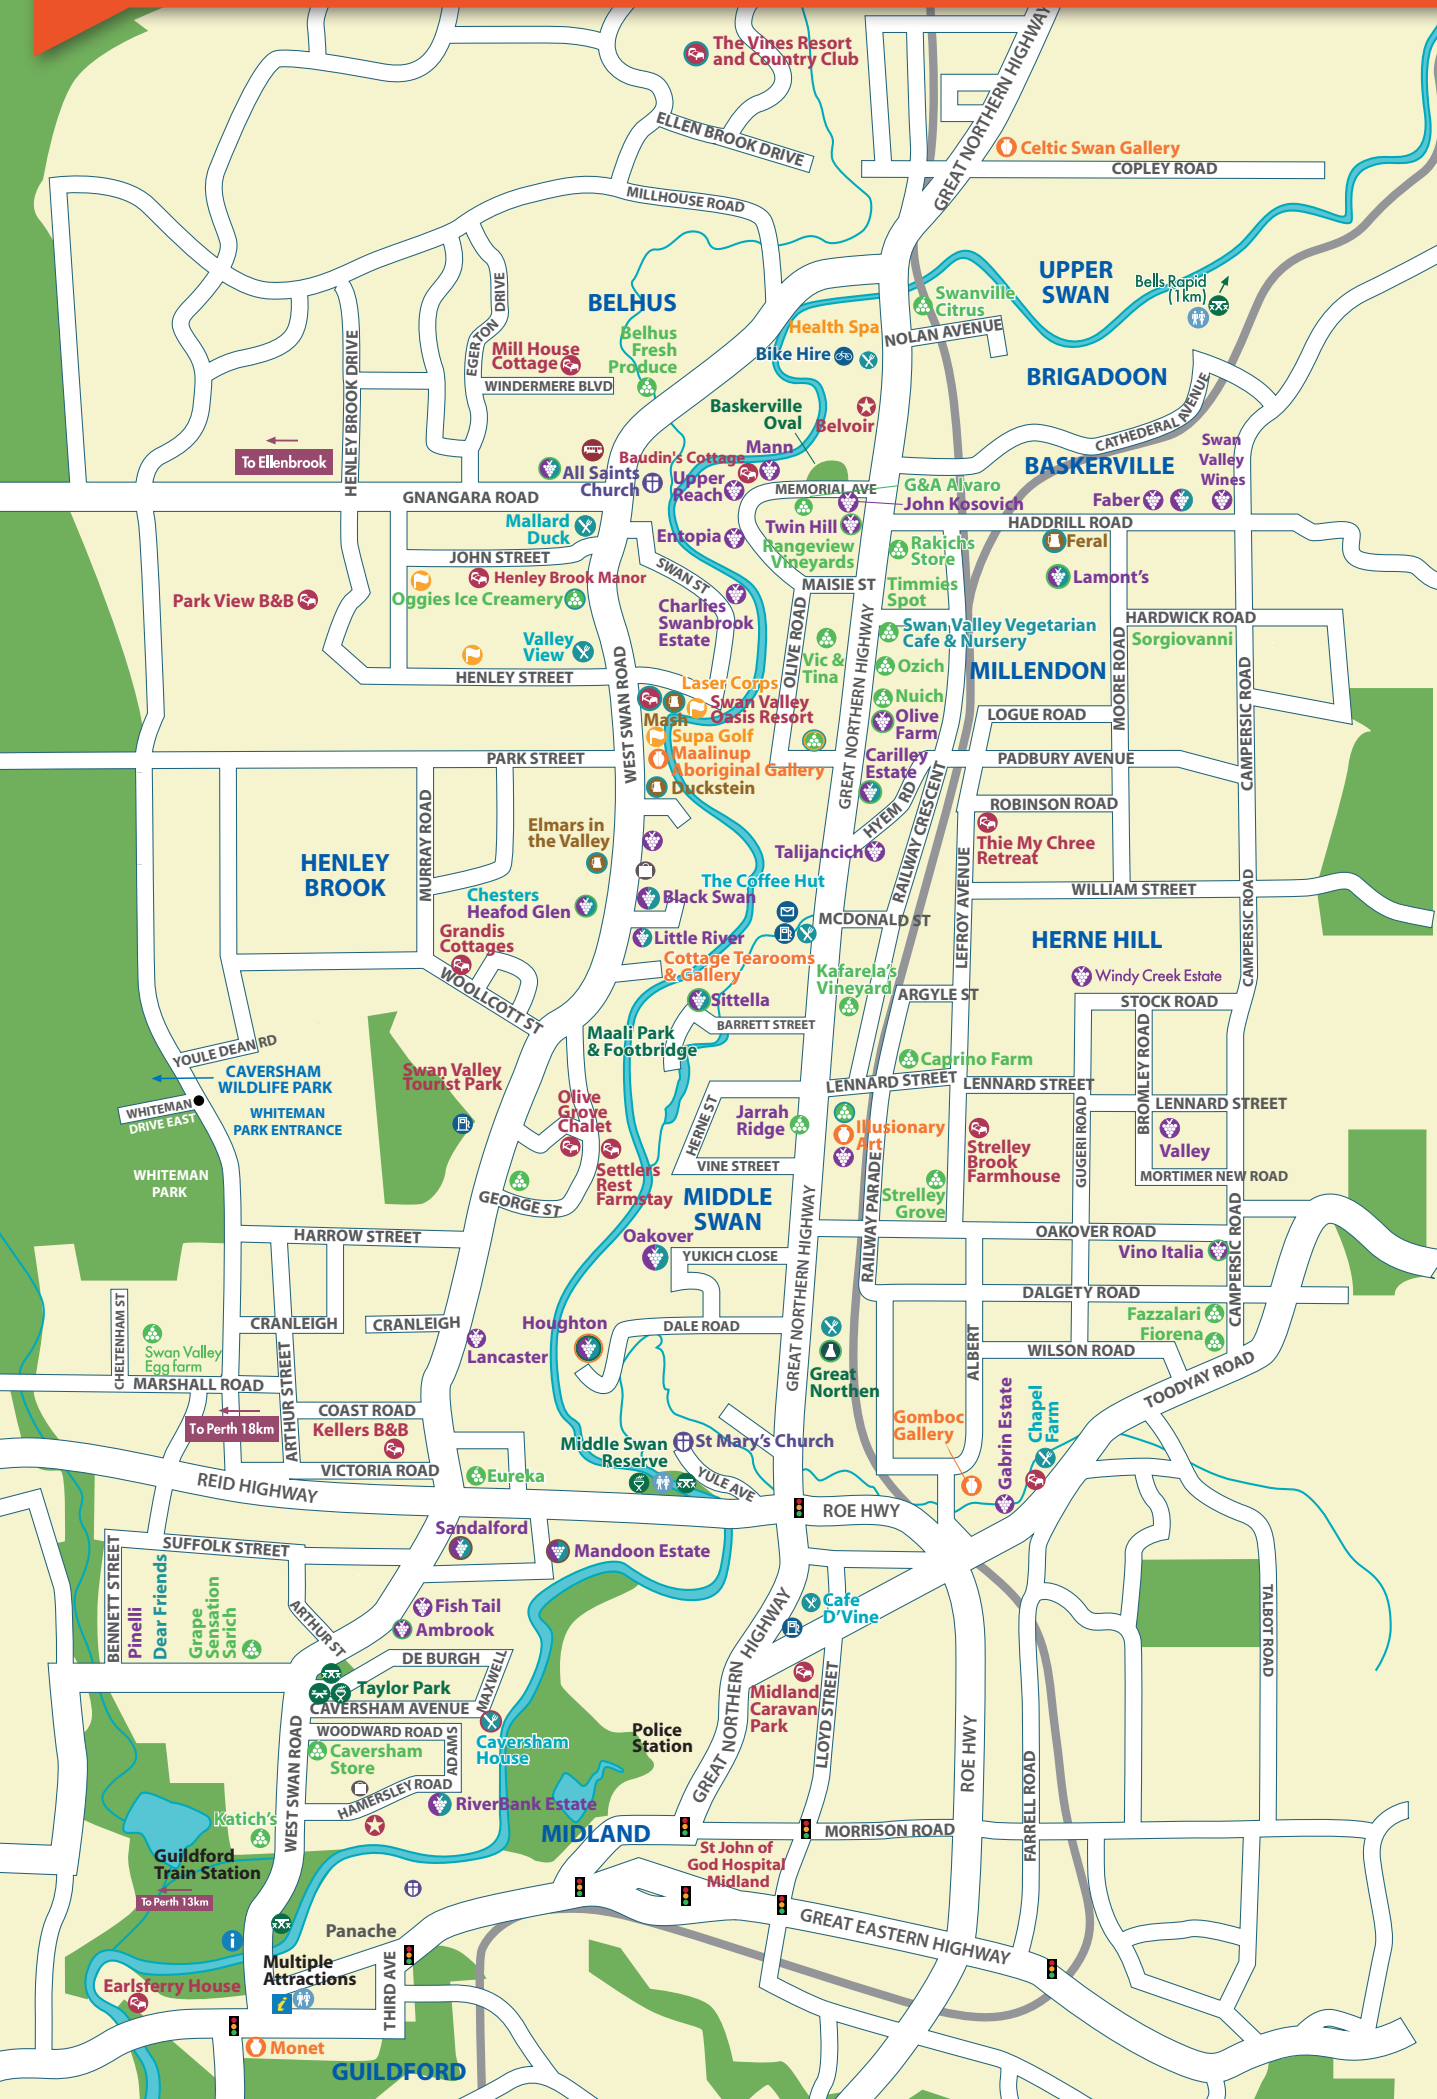 The Vines Resort
and Country Club
GREAT NORTHERN HIGHWAY
ELLEN BROOK DRIVE
Celtic Swan Gallery
COPLEY ROAD
MILLHOUSE ROAD
UPPER
SWAN
Bells Rapid
(1km)
EGERTON DRIVE
BELHUS
Belhus
Fresh
Produce
Swanville
Citrus
Health Spa
NOLAN AVENUE
Bike Hire
Mill House
Cottage
WINDERMERE BLVD
HENLEY BROOK DRIVE
BRIGADOON
CATHEDRAL AVENUE
Baskerville
Oval
Belvoir
To Ellenbrook
Mann
Baudin's Cottage
All Saints
Church
Upper
Reach
BASKERVILLE
Swan
Valley
Wines
GNANGARA ROAD
MEMORIAL AVE
G&A Alvaro
John Kosovich
Faber
HADDRILL ROAD
Mallard
Duck
Entopia
Twin Hill
Rangeview
Vineyards
Rakichs
Store
Feral
JOHN STREET
SWAN ST
Henley Brook Manor
Oggies Ice Creamery
Park View B&B
MAISIE ST
Timmies
Spot
Lamont's
Charlies
Swanbrook
Estate
OLIVE ROAD
GREAT NORTHERN HIGHWAY
Swan Valley Vegetarian
Cafe & Nursery
HARDWICK ROAD
Sorgiovanni
MOORE ROAD
Valley
View
Vic &
Tina
Ozich
MILLENDON
HENLEY STREET
WEST SWAN ROAD
CAMPERSIC ROAD
Laser Corps
Swan Valley
Oasis Resort
Mash
Supa Golf
Maalinup
Aboriginal Gallery
Duckstein
Nuich
Olive
Farm
LOGUE ROAD
PARK STREET
Carilley
Estate
PADBURY AVENUE
HYEM RD
RAILWAY CRESCENT
ROBINSON ROAD
MURRAY ROAD
Elmars in
the Valley
Thie My Chree
Retreat
Talijancich
HENLEY
BROOK
LEFROY AVENUE
WILLIAM STREET
Chesters
Heafod Glen
The Coffee Hut
Black Swan
MCDONALD ST
Grandis
Cottages
Little River
HERNE HILL
CAMPERSIC ROAD
Cottage Tearooms
& Gallery
Kafarela's
Vineyard
Windy Creek Estate
WOOLLCOTT ST
Sittella
ARGYLE ST
STOCK ROAD
BARRETT STREET
Maali Park
& Footbridge
YOULE DEAN RD
CAVERSHAM
WILDLIFE PARK
Swan Valley
Tourist Park
Caprino Farm
BROMLEY ROAD
LENNARD STREET
LENNARD STREET
LENNARD STREET
WHITEMAN
DRIVE EAST
WHITEMAN
PARK ENTRANCE
Olive
Grove
Chalet
HERNE ST
Jarrah
Ridge
Illusionary
Art
GUGERI ROAD
Strelley
Brook
Farmhouse
Valley
WHITEMAN
PARK
Settlers
Rest
Farmstay
VINE STREET
MORTIMER NEW ROAD
GEORGE ST
MIDDLE
SWAN
Strelley
Grove
RAILWAY PARADE
HARROW STREET
Oakover
OAKOVER ROAD
CAMPERSIC ROAD
YUKICH CLOSE
GREAT NORTHERN HIGHWAY
Vino Italia
DALGETY ROAD
CHELTENHAM ST
CRANLEIGH
CRANLEIGH
Houghton
DALE ROAD
Fazzalari
Fiorena
Swan Valley
Egg farm
ARTHUR STREET
Lancaster
ALBERT
WILSON ROAD
MARSHALL ROAD
Great
Northen
TOODYAY ROAD
COAST ROAD
To Perth 18km
Kellers B&B
Gomboc
Gallery
Gabrin Estate
Chapel
Farm
VICTORIA ROAD
Middle Swan
Reserve
St Mary's Church
Eureka
YULE AVE
REID HIGHWAY
ROE HWY
Sandalford
SUFFOLK STREET
Mandoon Estate
BENNETT STREET
Pinelli
Dear Friends
Grape
Sensation
Sarich
ARTHUR ST
Fish Tail
Ambrook
Cafe
D'Vine
GREAT NORTHERN HIGHWAY
TALBOT ROAD
DE BURGH
MAXWELL
Taylor Park
CAVERSHAM AVENUE
WOODWARD ROAD
ADAMS
Midland
Caravan
Park
LLOYD STREET
Caversham
House
Police
Station
Caversham
Store
WEST SWAN ROAD
HAMERSLEY ROAD
RiverBank Estate
ROE HWY
FARRELL ROAD
Katich's
MIDLAND
MORRISON ROAD
Guildford
Train Station
St John of
God Hospital
Midland
To Perth 13km
GREAT EASTERN HIGHWAY
Panache
Multiple
Attractions
THIRD AVE
Earlsferry House
i
i
Monet
GUILDFORD